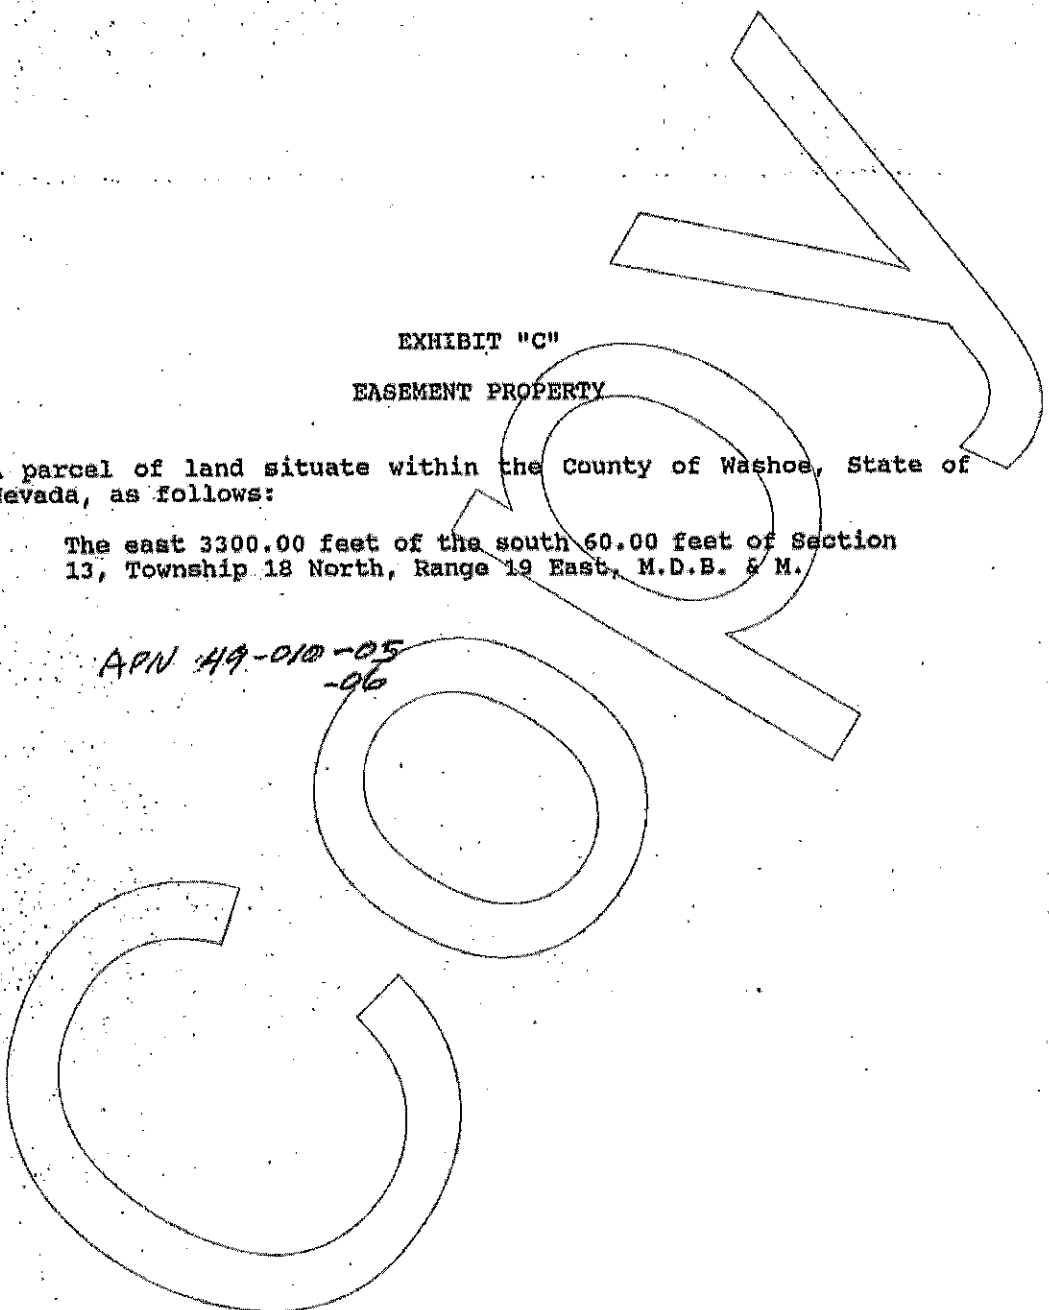 EXHIBIT "C"
EASEMENT PROPERTY
parcel of land situate within the County of Washoe, State of
Nevada, as follows:
The east 3300.00 feet of the south 60.00 feet of Section
13, Township 18 North, Range 19 East, M.D.B. & M.
APN 49-010-05
-06
Copy